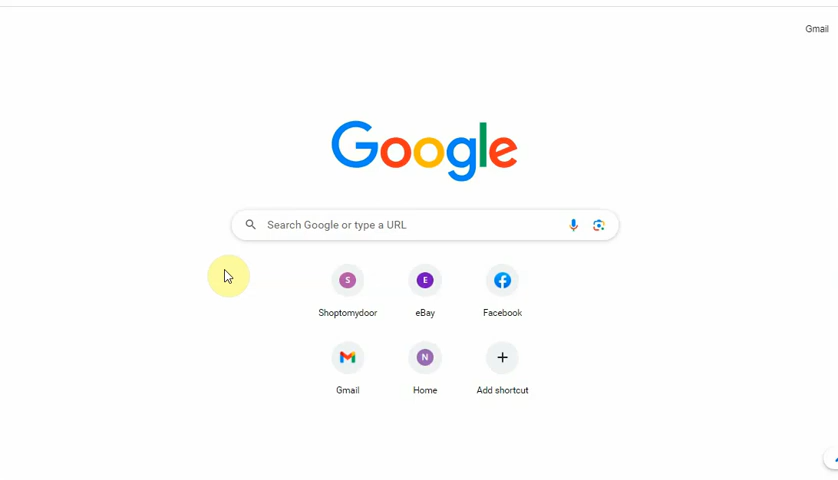 Gmail
Google
Search Google or type a URL
S
E
Shoptomydoor
eBay
Facebook
N
Gmail
Home
Add shortcut